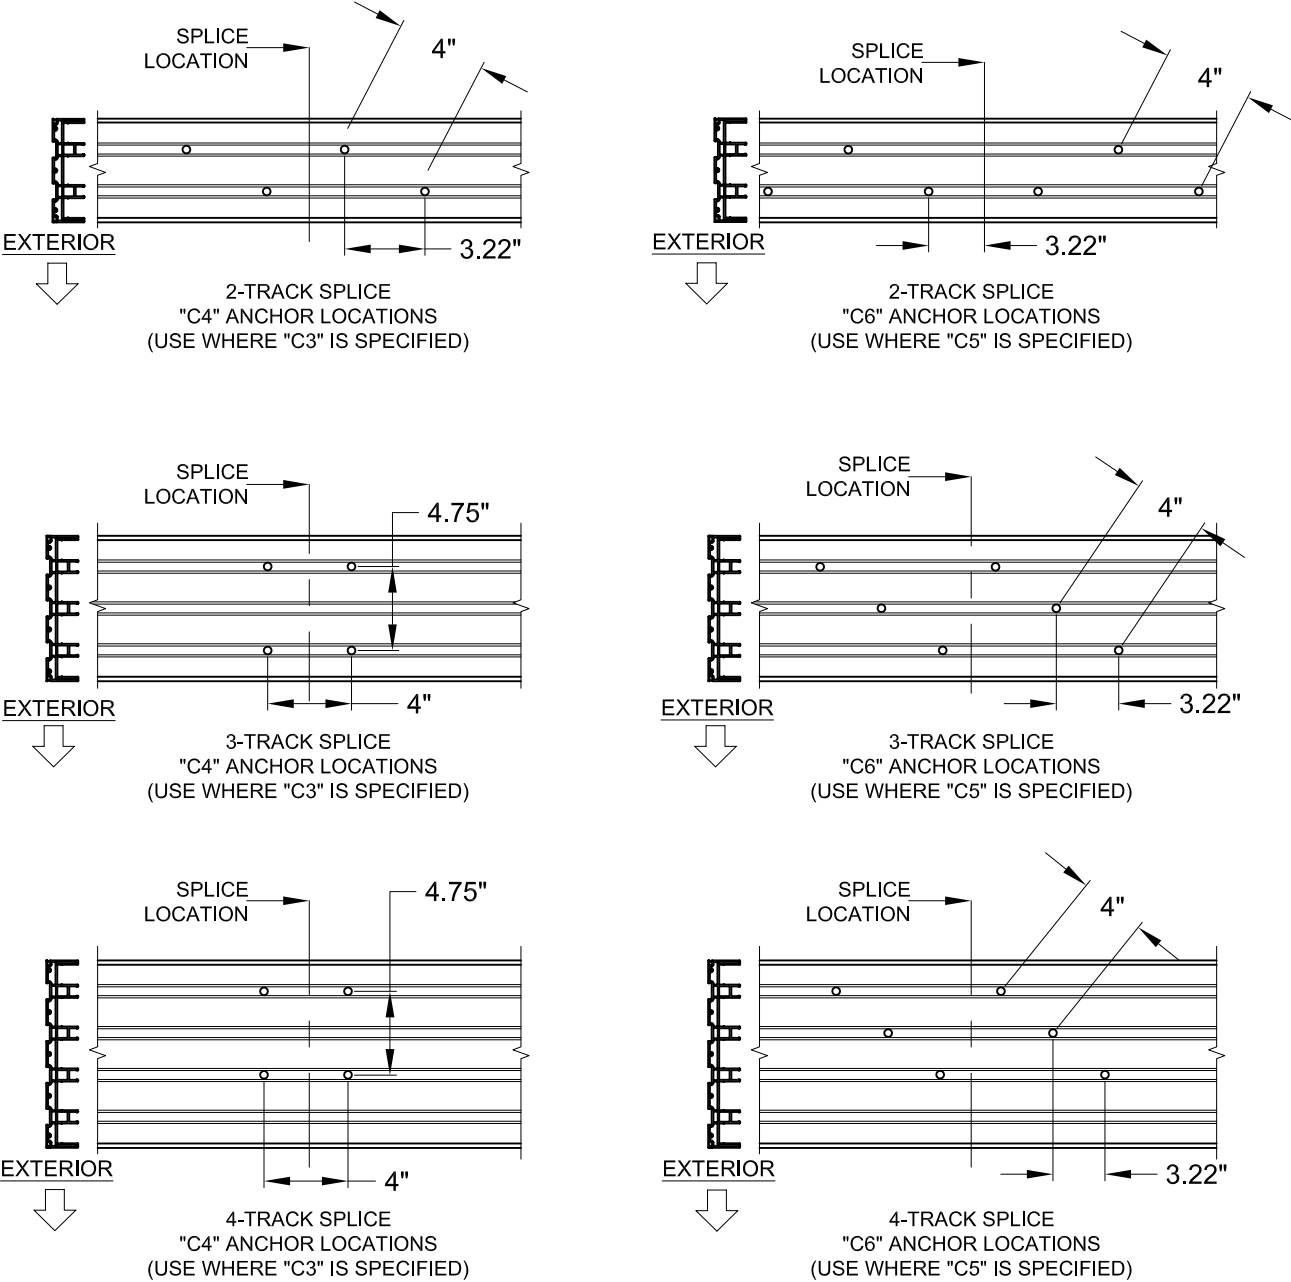 SPLICE
LOCATION
4"
EXTERIOR
3.22"
2-TRACK SPLICE
"C4" ANCHOR LOCATIONS
(USE WHERE "C3" IS SPECIFIED)
SPLICE
LOCATION
4"
EXTERIOR
3.22"
2-TRACK SPLICE
"C6" ANCHOR LOCATIONS
(USE WHERE "C5" IS SPECIFIED)
SPLICE
LOCATION
4.75"
EXTERIOR
4"
3-TRACK SPLICE
"C4" ANCHOR LOCATIONS
(USE WHERE "C3" IS SPECIFIED)
SPLICE
LOCATION
4"
EXTERIOR
3.22"
3-TRACK SPLICE
"C6" ANCHOR LOCATIONS
(USE WHERE "C5" IS SPECIFIED)
SPLICE
LOCATION
4.75"
EXTERIOR
4"
4-TRACK SPLICE
"C4" ANCHOR LOCATIONS
(USE WHERE "C3" IS SPECIFIED)
SPLICE
LOCATION
4"
EXTERIOR
3.22"
4-TRACK SPLICE
"C6" ANCHOR LOCATIONS
(USE WHERE "C5" IS SPECIFIED)